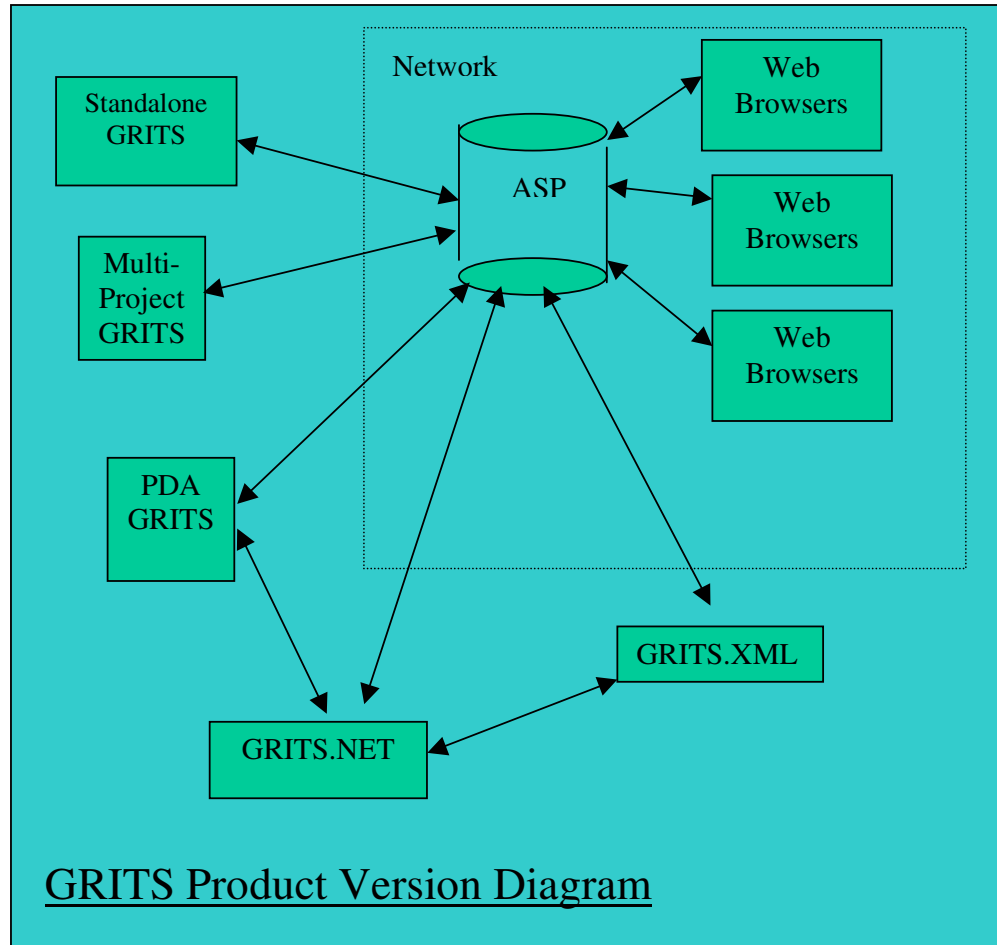 Network
Standalone
GRITS
Web
Browsers
ASP
Web
Browsers
Multi-
Project
GRITS
Web
Browsers
PDA
GRITS
GRITS.XML
GRITS.NET
GRITS Product Version Diagram